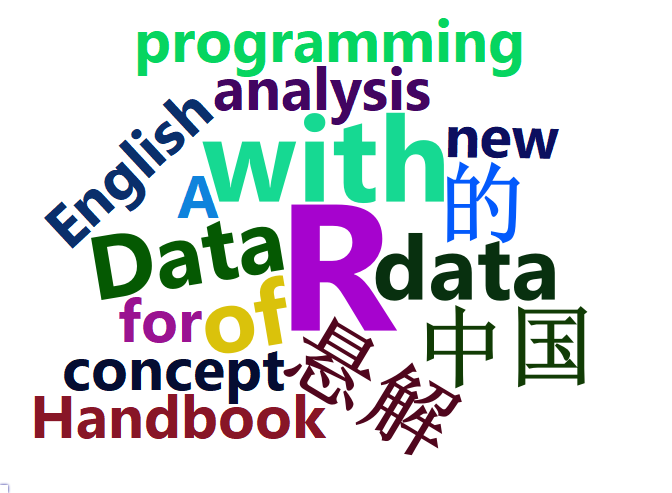 programming
analysis
English
with
new
A
的
Data
R
data
for
of
中国
concept
悬解
Handbook